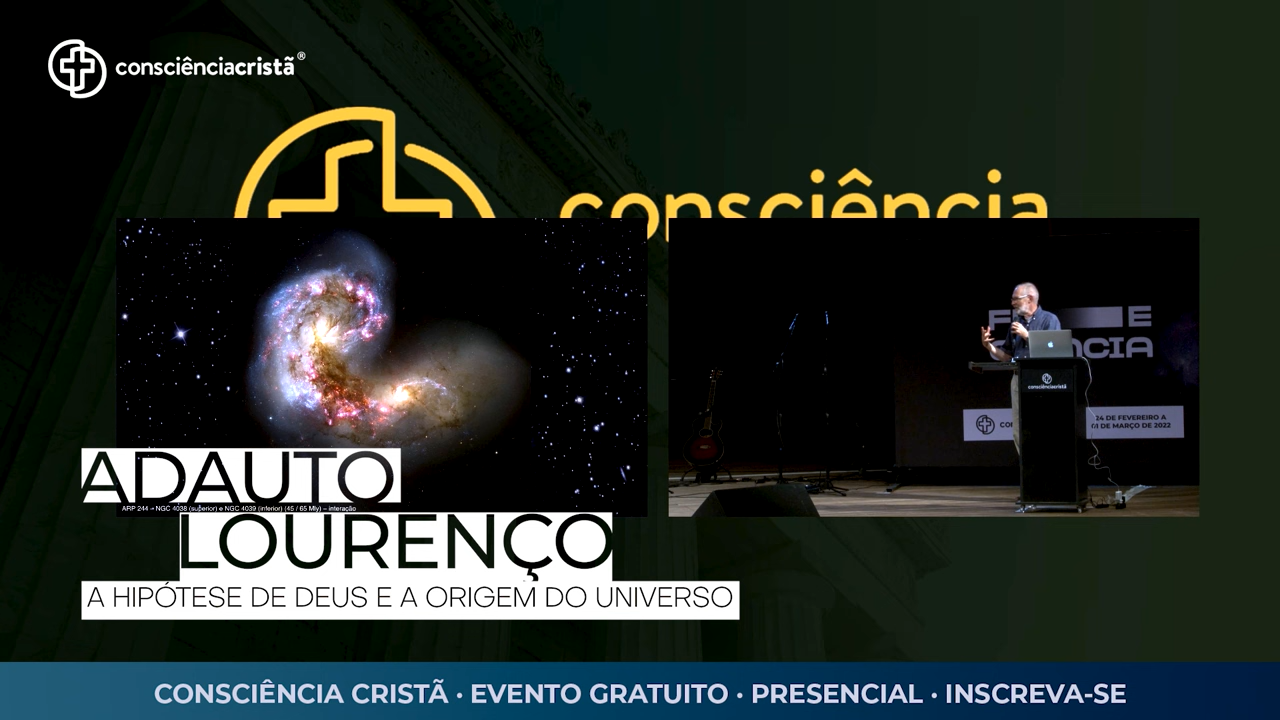 consciênciacristã®
consciência
E
CIA
consciênciacristã
24 DE FEVEREIRO A
DE MARÇO DE 2022
ADAUTO
ARP 244 – NGC 4038 (superior) e NGC 4039 (inferior) (45 / 65 Mly) – interação
LOURENÇO
A HIPÓTESE DE DEUS E A ORIGEM DO UNIVERSO
CONSCIÊNCIA CRISTÃ • EVENTO GRATUITO • PRESENCIAL • INSCREVA-SE